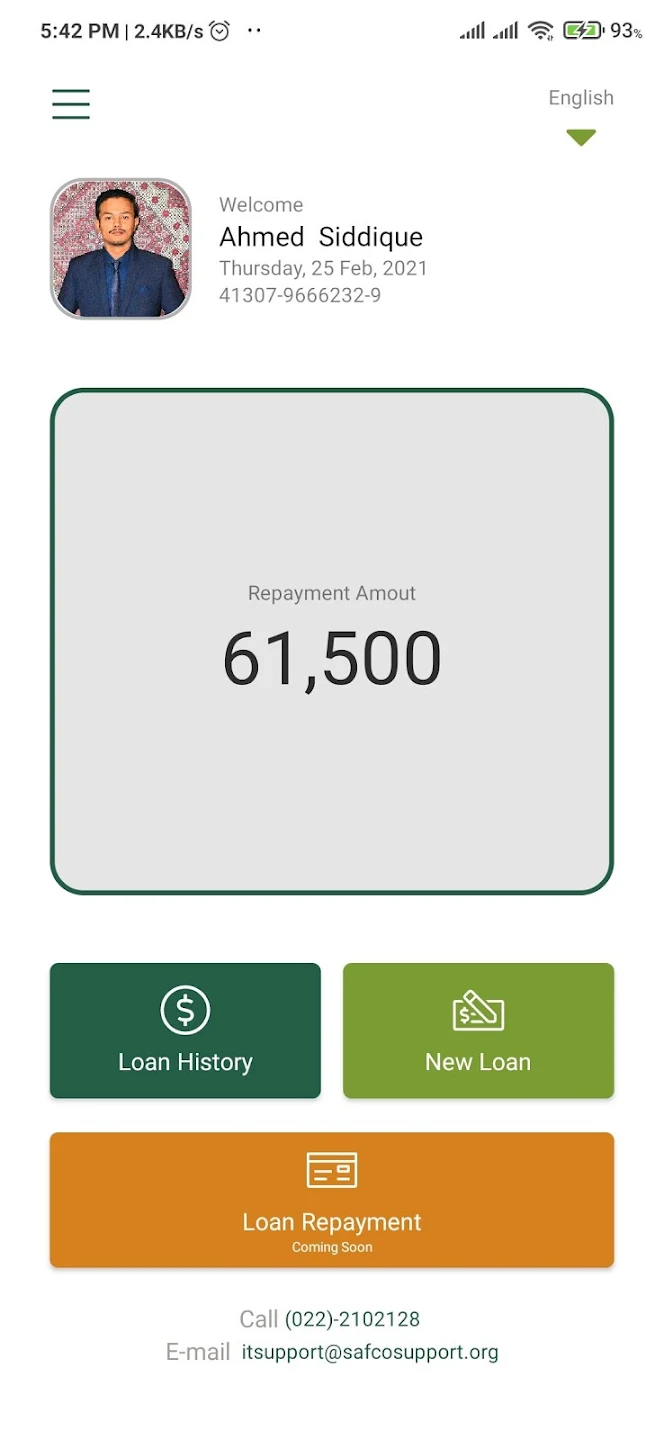 5:42 PM | 2.4KB/s
93%
English
Welcome
Ahmed Siddique
Thursday, 25 Feb, 2021
41307-9666232-9
Repayment Amout
61,500
Loan History
New Loan
Loan Repayment
Coming Soon
Call (022)-2102128
E-mail itsupport@safcosupport.org